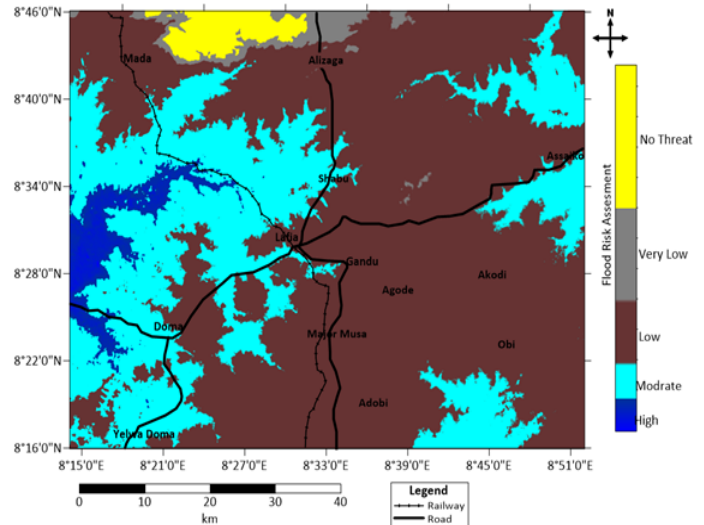 8°46'0"N
N
Mada
Alizaga
8°40'0"N
No Threat
Assaiko
8°34'0"N
Shabu
Flood Risk Assesment
Very Low
Lafia
8°28'0"N
Gandu
Akodi
Agode
Doma
Major Musa
Low
Obi
8°22'0"N
Modrate
Adobi
High
Yelwa Doma
8°16'0"N
8°15'0"E 8°21'0"E 8°27'0"E 8°33'0"E 8°39'0"E 8°45'0"E 8°51'0"E
0 10 20 30 40
km
Legend
Railway
Road